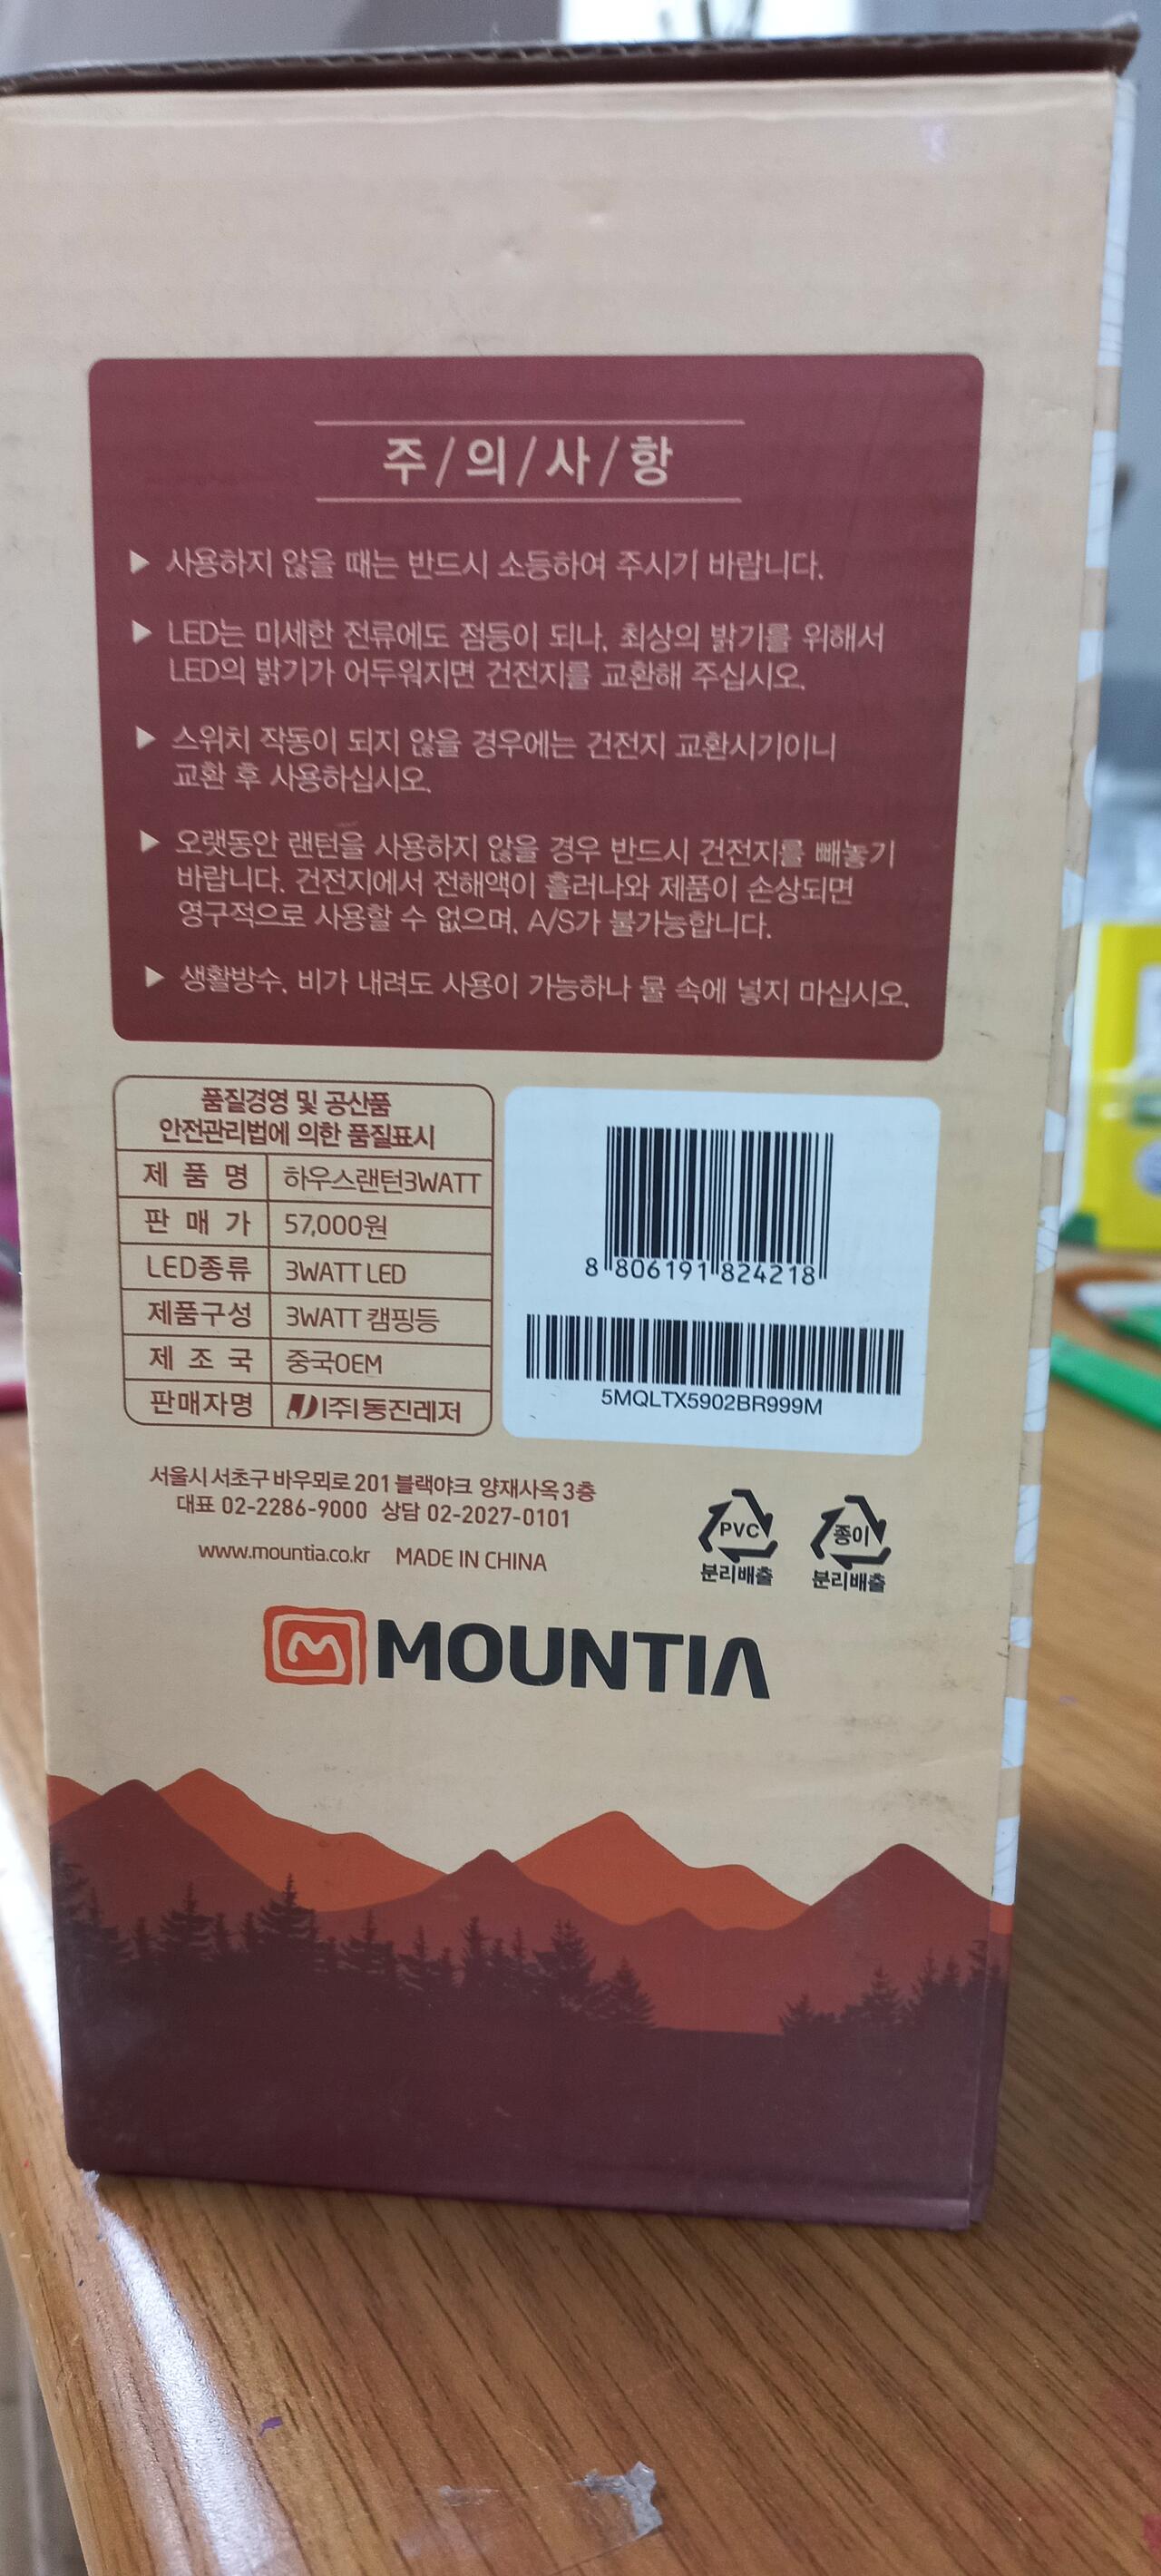 주/의/사/항
▶ 사용하지 않을 때는 반드시 소등하여 주시기 바랍니다.
▶ LED는 미세한 전류에도 점등이 되나, 최상의 밝기를 위해서
LED의 밝기가 어두워지면 건전지를 교환해 주십시오.
▶ 스위치 작동이 되지 않을 경우에는 건전지 교환시기이니
교환 후 사용하십시오.
▶ 오랫동안 랜턴을 사용하지 않을 경우 반드시 건전지를 빼놓기
바랍니다. 건전지에서 전해액이 흘러나와 제품이 손상되면
영구적으로 사용할 수 없으며, A/S가 불가능합니다.
▶ 생활방수. 비가 내려도 사용이 가능하나 물 속에 넣지 마십시오.
품질경영 및 공산품
안전관리법에 의한 품질표시
제 품 명 하우스랜턴3WATT
판 매 가 57,000원
LED종류 3WATT LED
제품구성 3WATT 캠핑등
제 조 국 중국OEM
판매자명 (주)동진레저
8 806191 824218
5MQLTX5902BR999M
서울시 서초구 바우뫼로 201 블랙야크 양재사옥 3층
대표 02-2286-9000 상담 02-2027-0101
www.mountia.co.kr MADE IN CHINA
PVC 종이
분리배출 분리배출
MOUNTIA